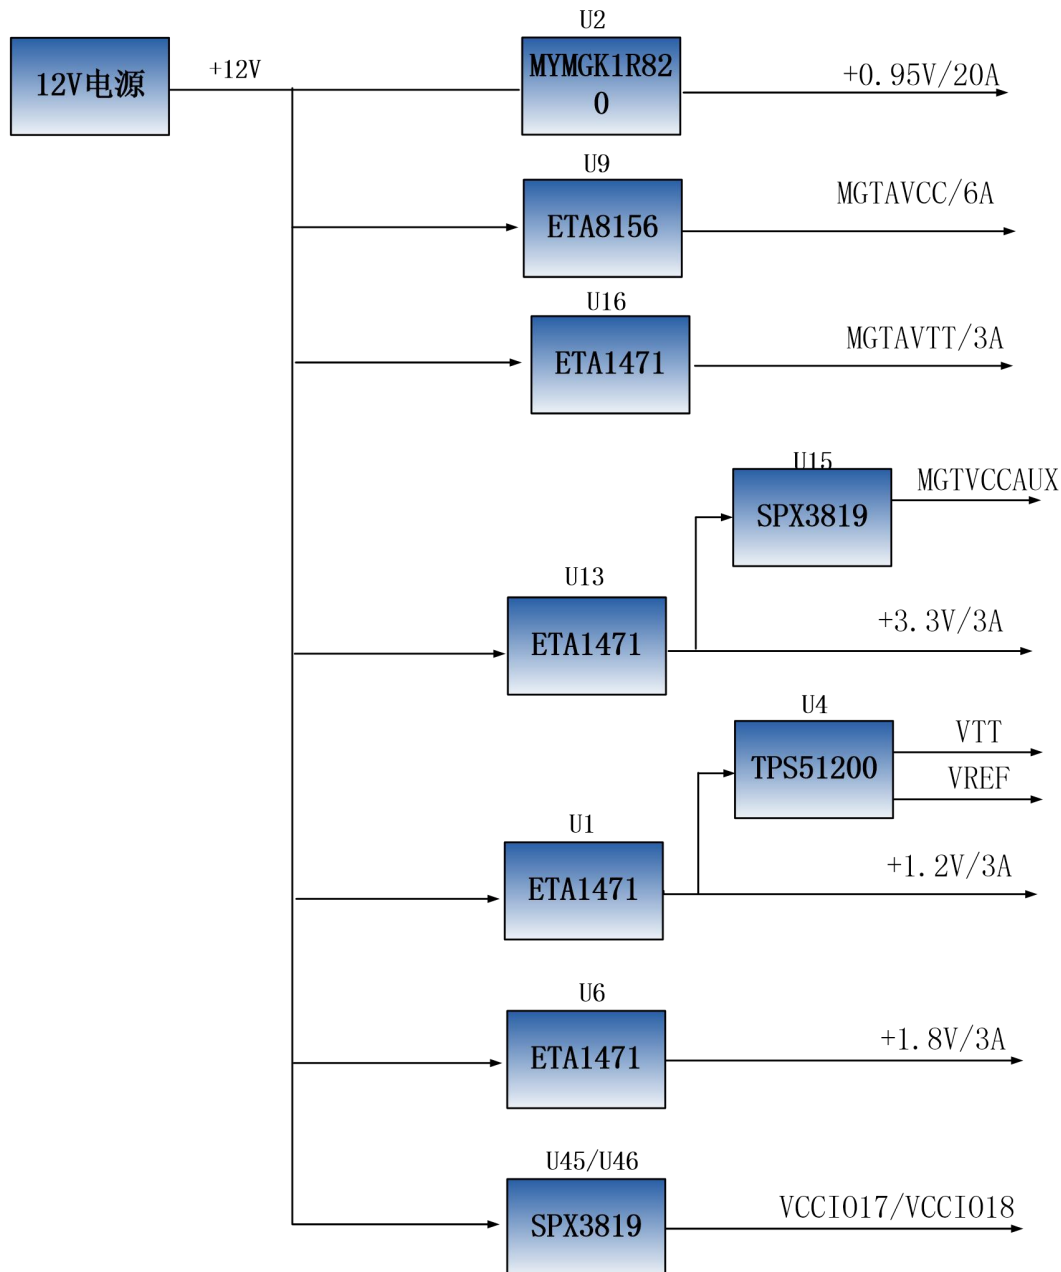 U2
12V电源
+12V
MYMGK1R82
0
+0.95V/20A
U9
ETA8156
MGTAVCC/6A
U16
ETA1471
MGTAVTT/3A
U15
SPX3819
MGTVCCAUX
U13
ETA1471
+3.3V/3A
U4
TPS51200
VTT
VREF
U1
ETA1471
+1.2V/3A
U6
ETA1471
+1.8V/3A
U45/U46
SPX3819
VCCIO17/VCCIO18